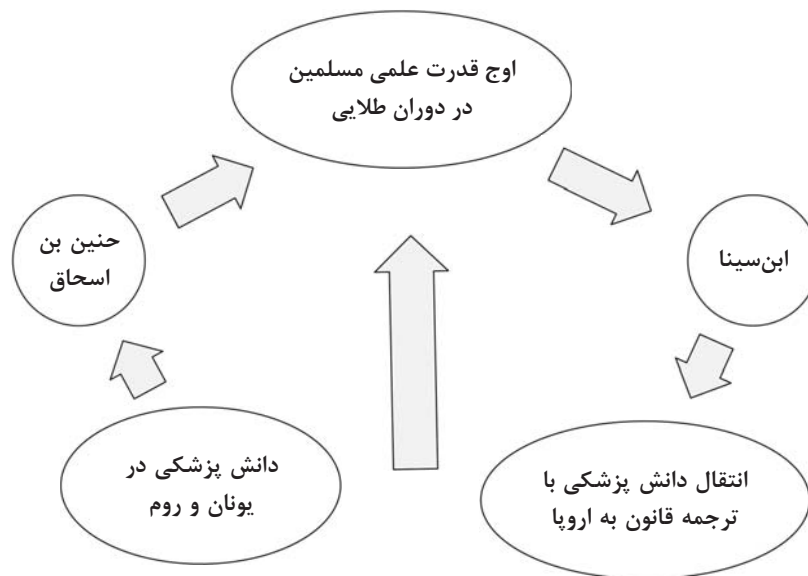 اوج قدرت علمی مسلمین
در دوران طلایی
حنین بن
اسحاق
ابن‌سینا
دانش پزشکی در
یونان و روم
انتقال دانش پزشکی با
ترجمه قانون به اروپا